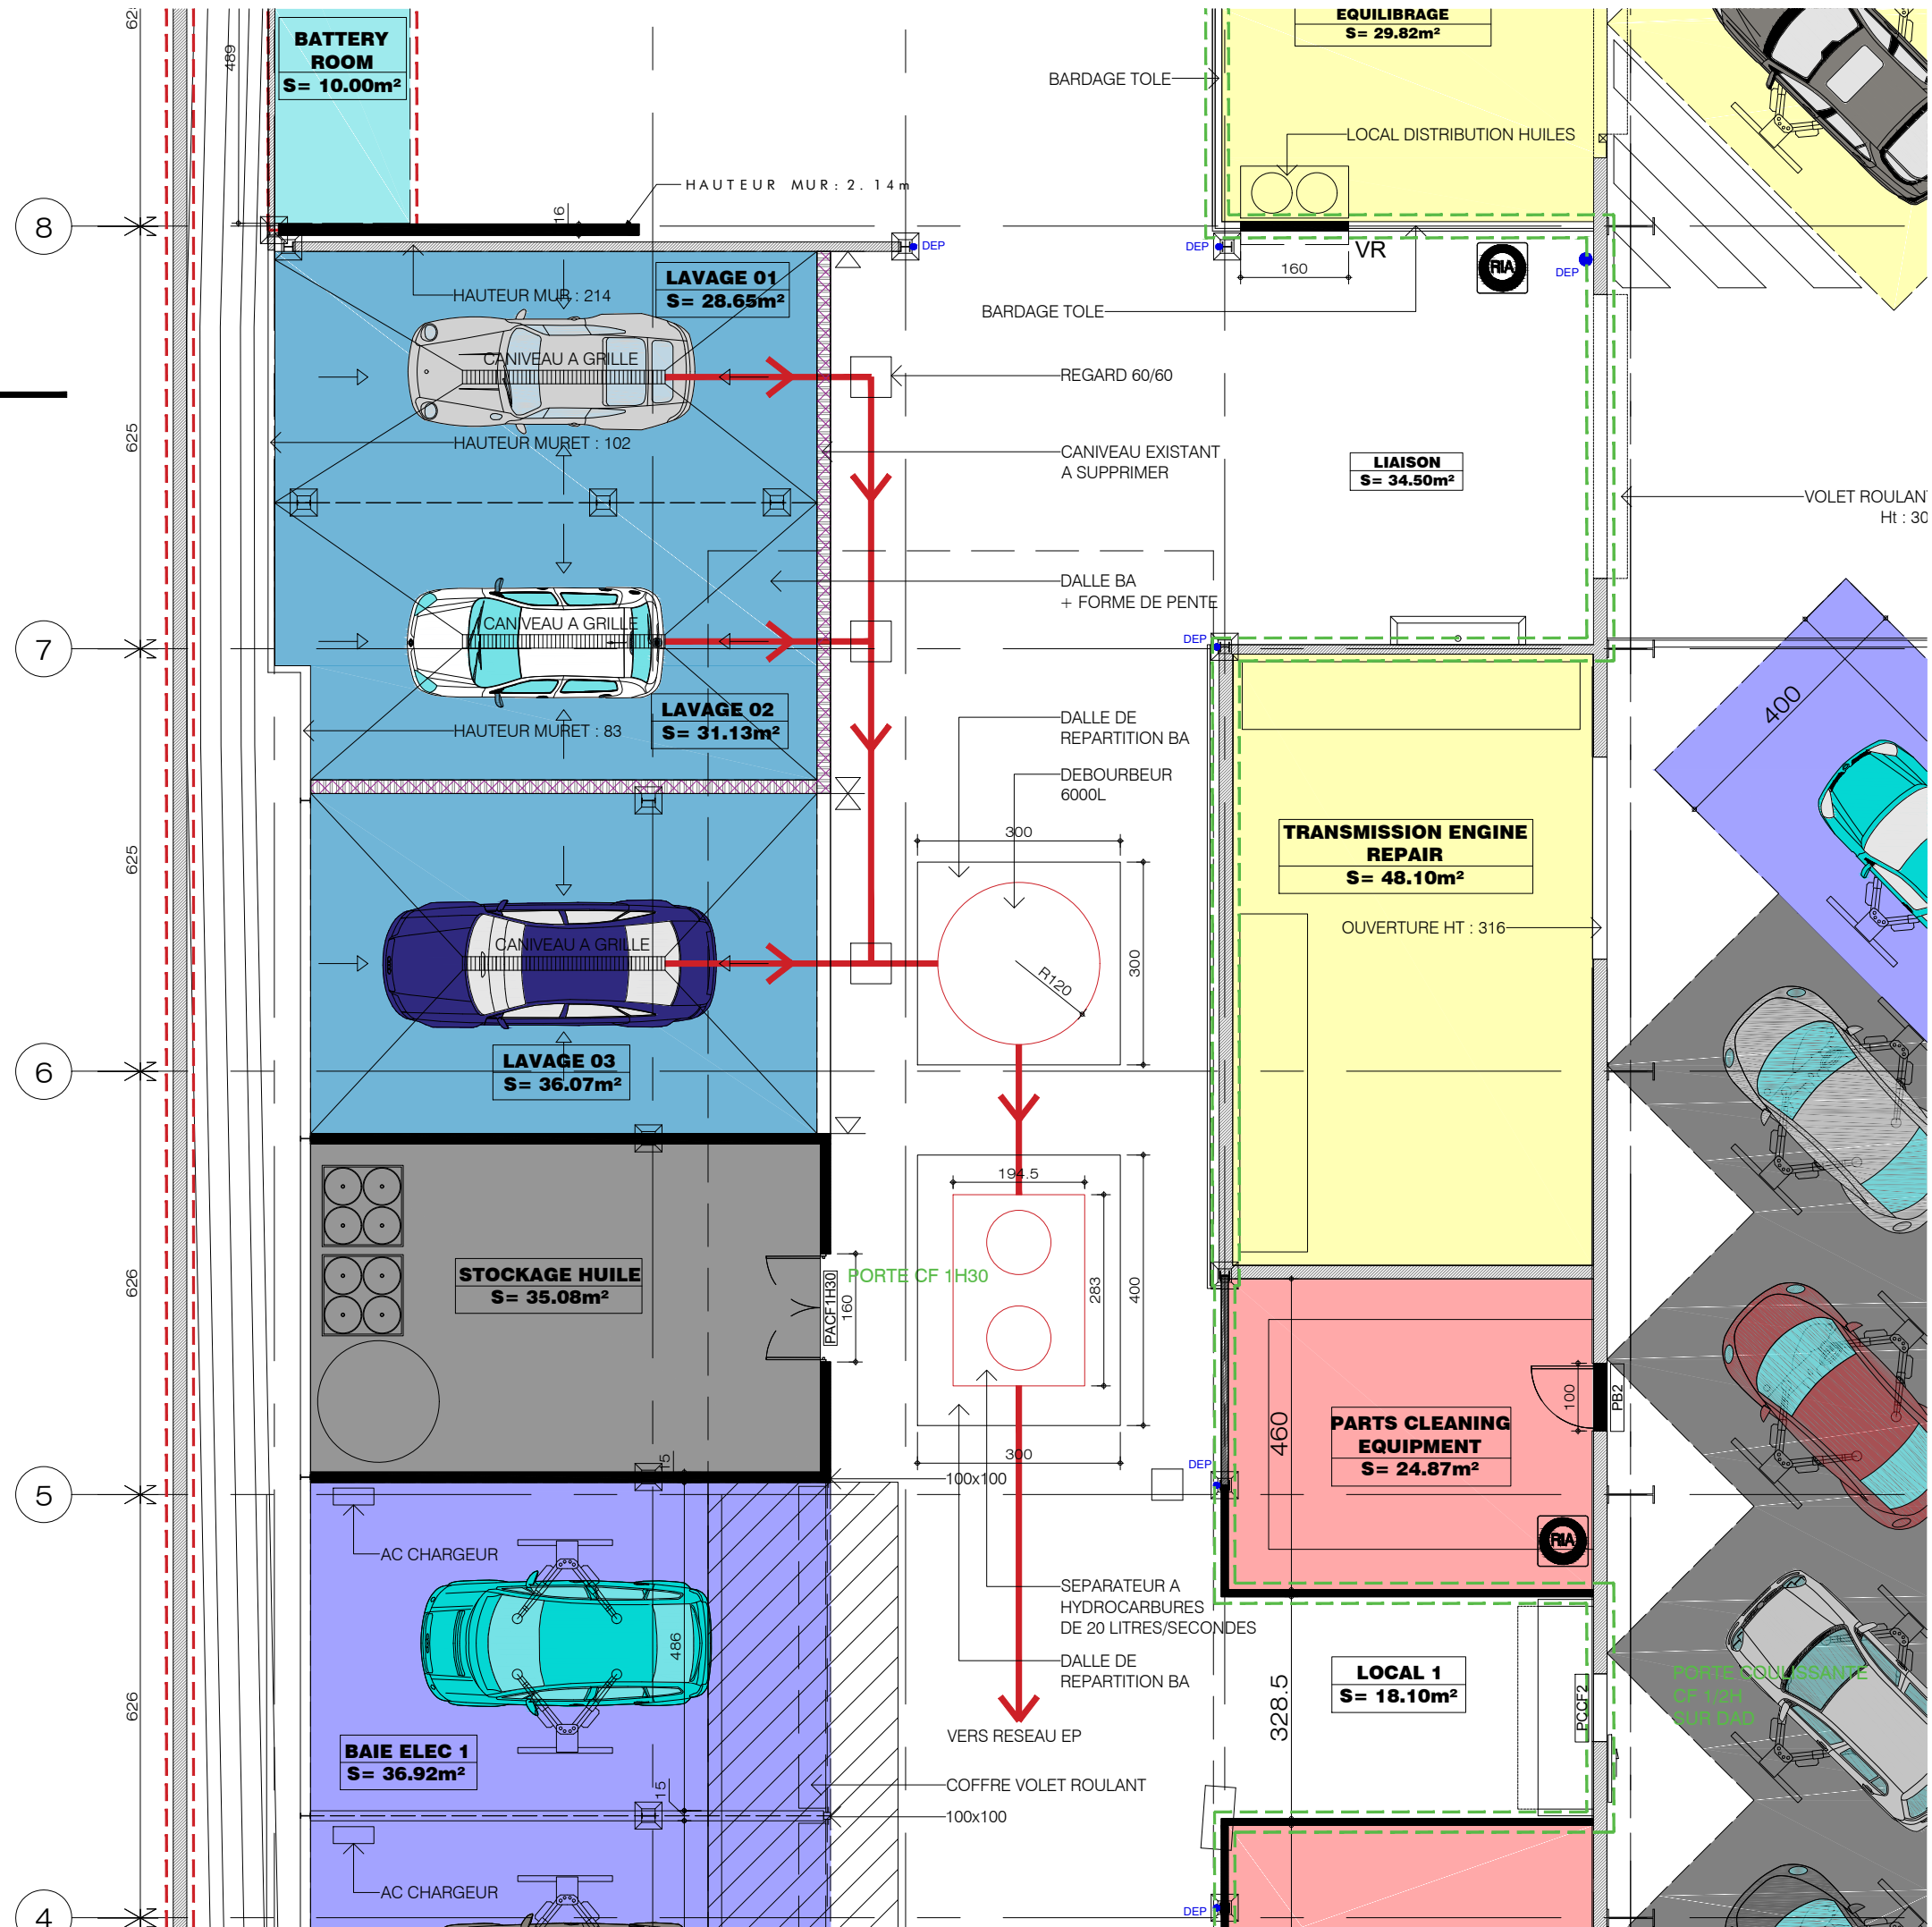 BATTERY
ROOM
S= 10.00m²
489
EQUILIBRAGE
S= 29.82m²
BARDAGE TOLE
LOCAL DISTRIBUTION HUILES
HAUTEUR MUR: 2. 14m
8
16
DEP
DEP
VR
RIA
DEP
160
LAVAGE 01
S= 28.65m²
HAUTEUR MUR : 214
BARDAGE TOLE
CANIVEAU A GRILLE
REGARD 60/60
625
HAUTEUR MURET : 102
CANIVEAU EXISTANT
A SUPPRIMER
LIAISON
S= 34.50m²
VOLET ROULANT
Ht : 30
DALLE BA
+ FORME DE PENTE
CANIVEAU A GRILLE
7
DEP
LAVAGE 02
S= 31.13m²
HAUTEUR MURET : 83
DALLE DE
REPARTITION BA
400
DEBOURBEUR
6000L
625
300
TRANSMISSION ENGINE
REPAIR
S= 48.10m²
OUVERTURE HT : 316
CANIVEAU A GRILLE
R120
300
LAVAGE 03
S= 36.07m²
6
194.5
626
STOCKAGE HUILE
S= 35.08m²
PACF1H30
160
PORTE CF 1H30
283
400
PARTS CLEANING
EQUIPMENT
S= 24.87m²
460
100
PB2
300
15
100x100
DEP
5
RIA
AC CHARGEUR
SEPARATEUR A
HYDROCARBURES
DE 20 LITRES/SECONDES
486
626
DALLE DE
REPARTITION BA
LOCAL 1
S= 18.10m²
328.5
PCCF2
PORTE COULISSANTE
CF 1/2H
SUR DAD
VERS RESEAU EP
BAIE ELEC 1
S= 36.92m²
COFFRE VOLET ROULANT
15
100x100
AC CHARGEUR
DEP
4